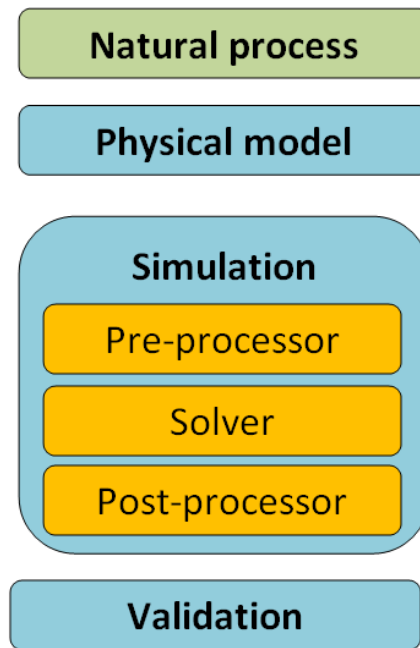 Natural process
Physical model
Simulation
Pre-processor
Solver
Post-processor
Validation